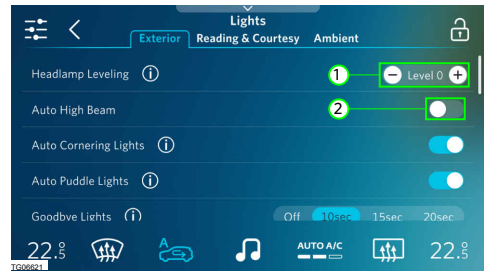 Lights
Exterior Reading & Courtesy Ambient
Headlamp Leveling i 1 − Level 0 +
Auto High Beam 2
Auto Cornering Lights i
Auto Puddle Lights i
Goodbye Lights i Off 10sec 15sec 20sec
22.5° A AUTO A/C 22.5°
TG00621